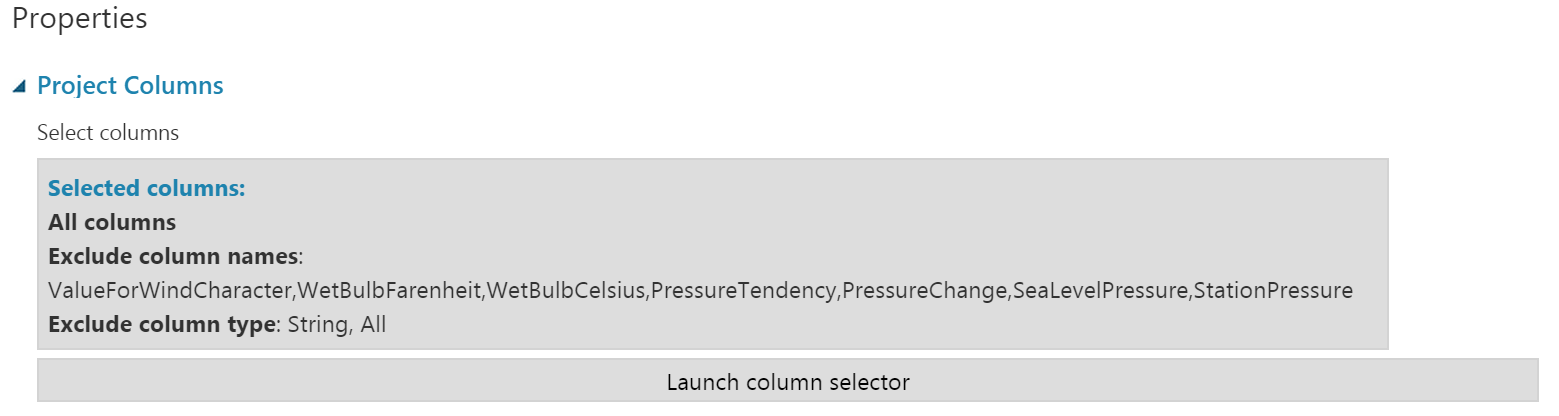 Properties
Project Columns
Select columns
Selected columns:
All columns
Exclude column names:
ValueForWindCharacter,WetBulbFarenheit,WetBulbCelsius,PressureTendency,PressureChange,SeaLevelPressure,StationPressure
Exclude column type: String, All
Launch column selector